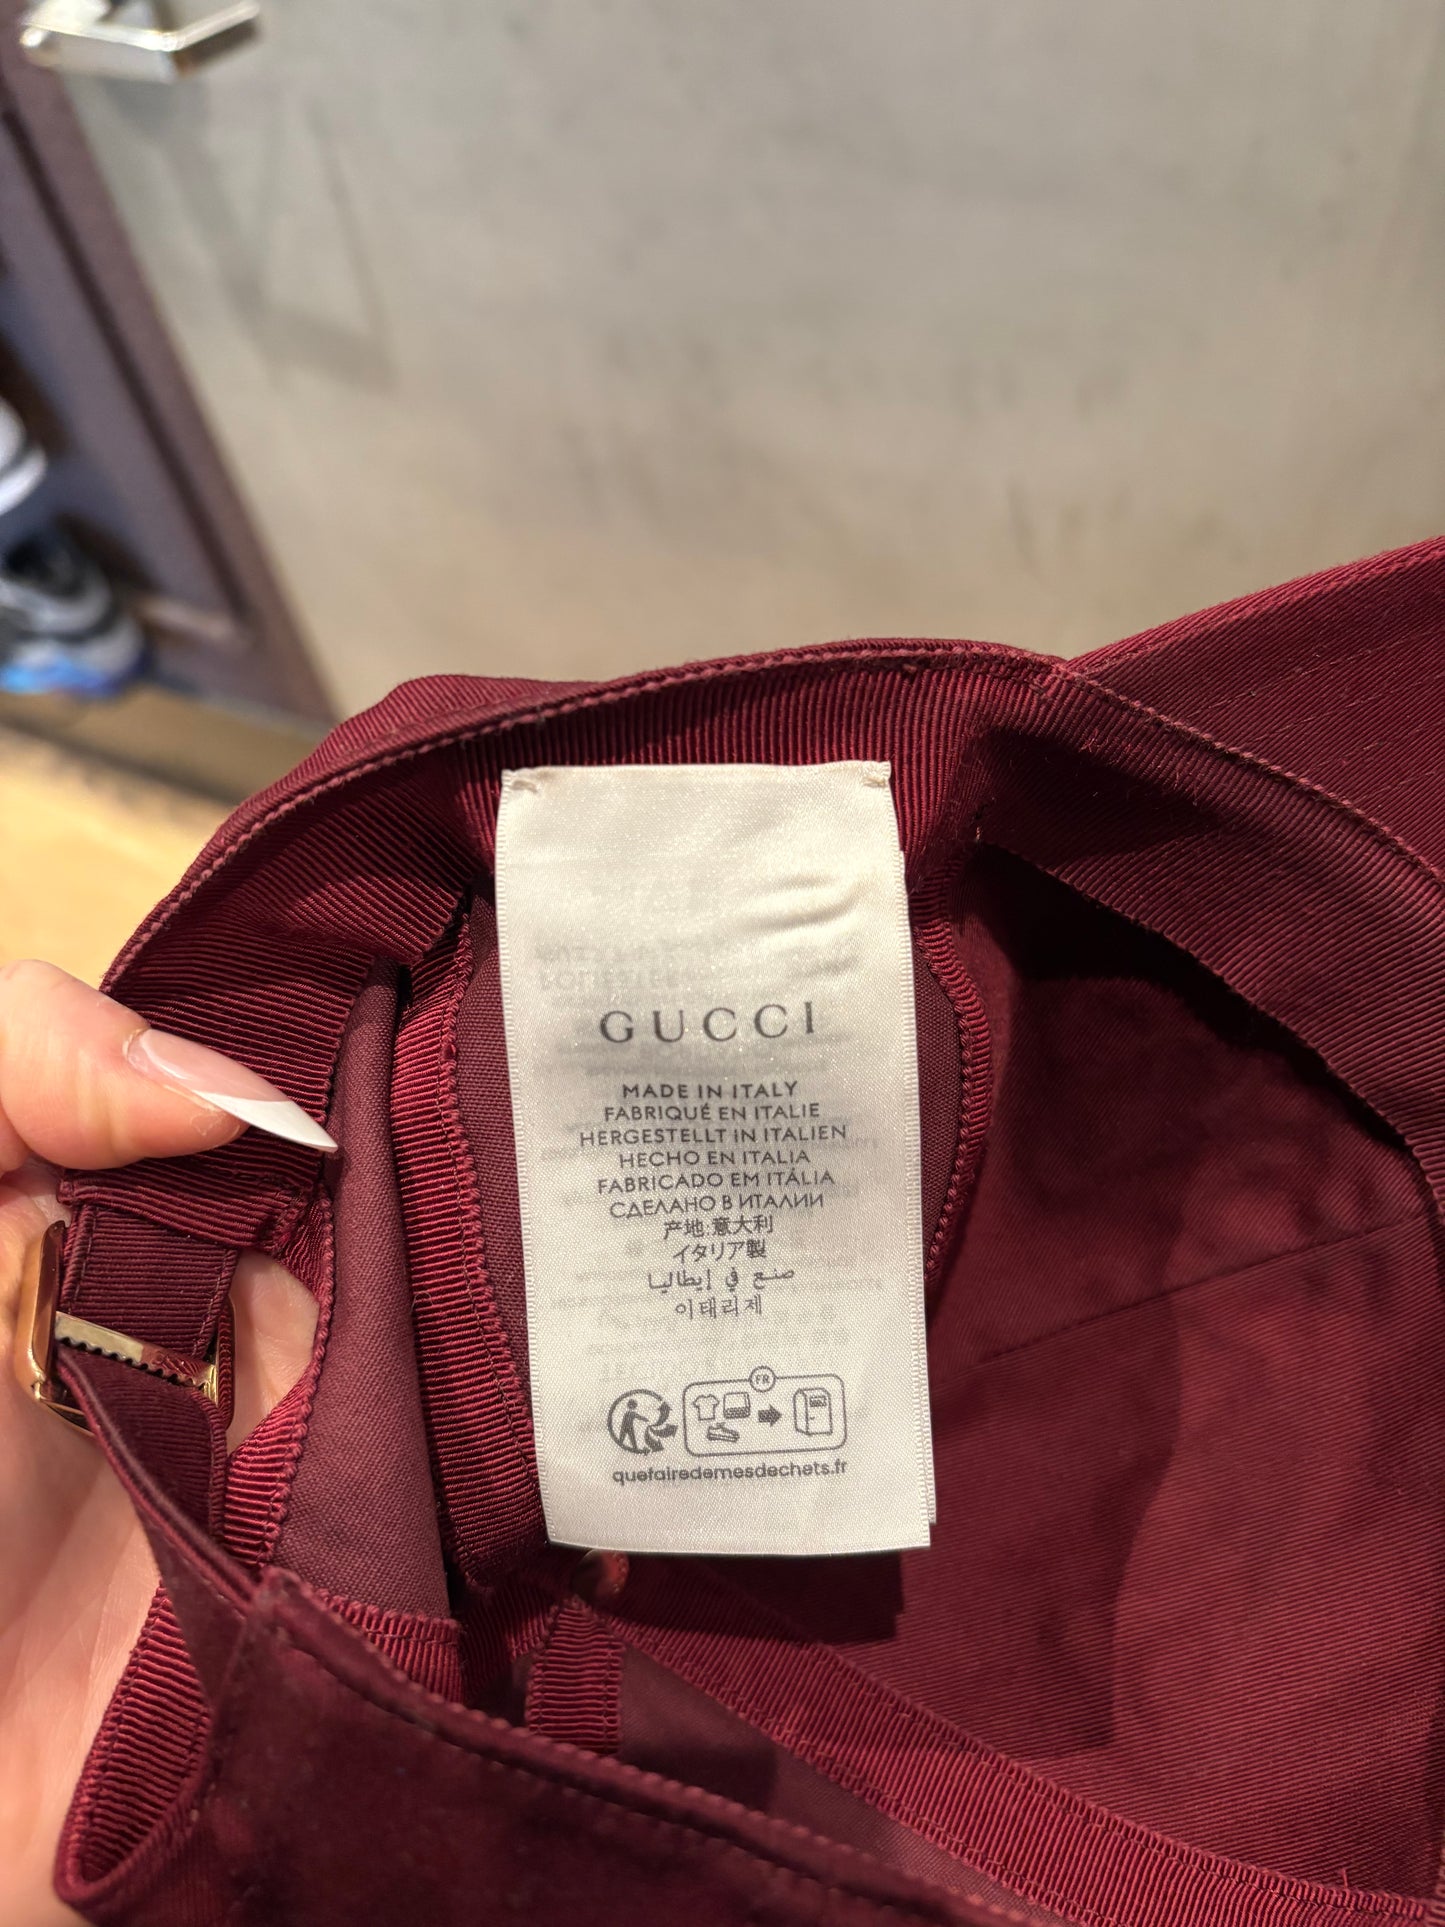 GUCCI
MADE IN ITALY
FABRIQUÉ EN ITALIE
HERGESTELLT IN ITALIEN
HECHO EN ITALIA
FABRICADO EM ITÁLIA
СДЕЛАНО В ИТАЛИИ
产地:意大利
イタリア製
صنع في إيطاليا
이태리제
FR
quefairedemesdechets.fr